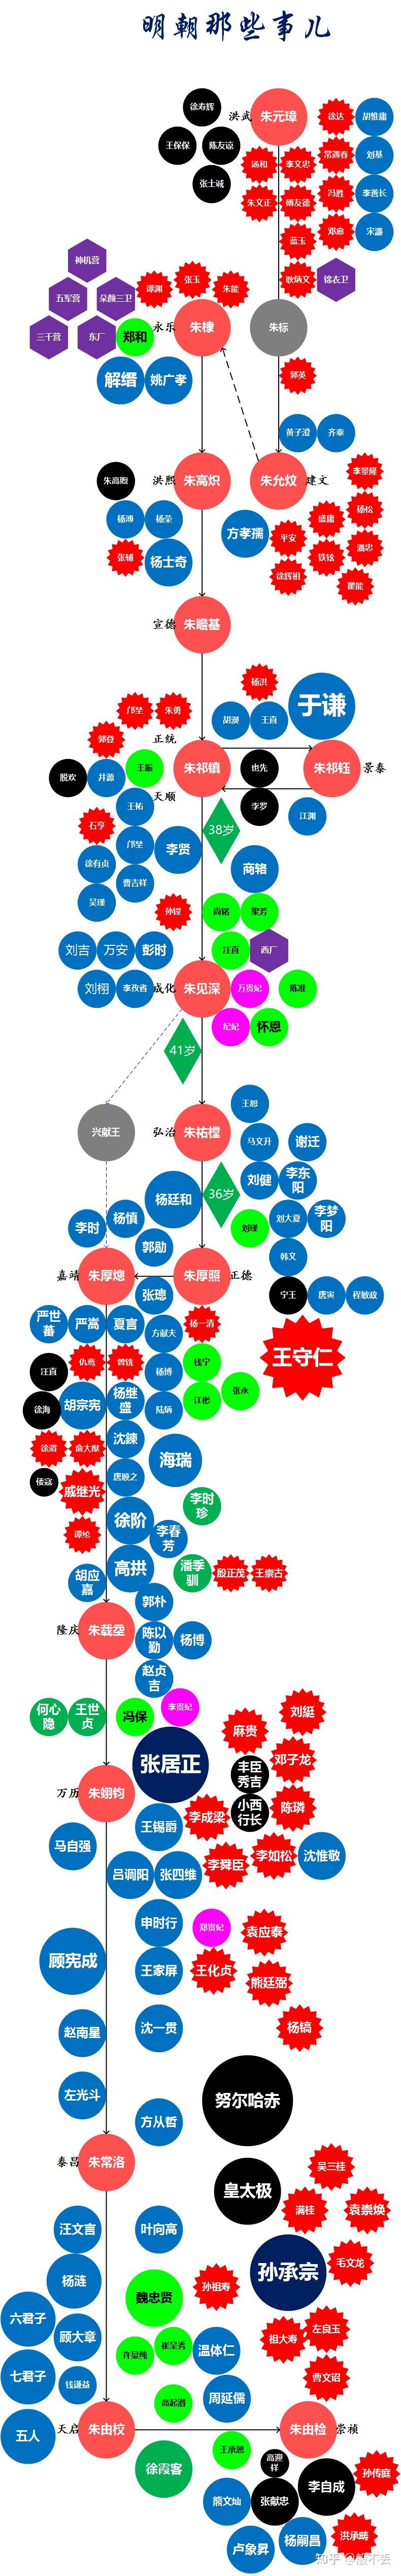 明朝那些事儿
徐寿辉
洪武
朱元璋
徐达
胡惟庸
王保保
陈友谅
汤和
李文忠
常遇春
刘基
张士诚
朱文正
傅友德
冯胜
李善长
蓝玉
邓愈
宋濂
神机营
耿炳文
锦衣卫
五军营
朵颜三卫
谭渊
张玉
朱能
三千营
东厂
郑和
永乐
朱棣
朱标
解缙
姚广孝
郭英
黄子澄
齐泰
朱高煦
洪熙
朱高炽
朱允炆
建文
李景隆
杨溥
杨荣
方孝孺
平安
盛庸
杨松
张辅
杨士奇
徐辉祖
铁铉
潘忠
瞿能
宣德
朱瞻基
杨洪
于谦
邝埜
朱勇
胡濙
王直
郭登
正统
脱欢
井源
王振
朱祁镇
也先
朱祁钰
景泰
天顺
李罗
王佑
江渊
石亨
38岁
徐有贞
邝埜
李贤
商辂
吴瑾
曹吉祥
孙镗
尚铭
梁芳
刘吉
万安
彭时
汪直
西厂
刘栩
李孜省
成化
朱见深
万贵妃
陈准
纪妃
怀恩
41岁
兴献王
弘治
朱祐樘
王恕
马文升
谢迁
刘健
李东阳
杨廷和
36岁
刘大夏
李梦阳
李时
杨慎
刘瑾
郭勋
韩文
嘉靖
朱厚熜
朱厚照
正德
张璁
宁王
唐寅
程敏政
严世蕃
严嵩
夏言
方献夫
杨一清
王守仁
汪直
仇鸾
曾铣
杨博
钱宁
徐海
胡宗宪
杨继盛
陆炳
江彬
张永
徐渭
俞大猷
沈鍊
海瑞
倭寇
戚继光
唐顺之
李时珍
谭纶
徐阶
李春芳
胡应嘉
高拱
潘季驯
殷正茂
王崇古
隆庆
朱载坖
郭朴
陈以勤
杨博
赵贞吉
何心隐
王世贞
冯保
李贵妃
刘綎
麻贵
张居正
丰臣秀吉
邓子龙
万历
朱翊钧
小西行长
陈璘
王锡爵
李成梁
马自强
李如松
沈惟敬
吕调阳
张四维
李舜臣
申时行
郑贵妃
袁应泰
顾宪成
王家屏
王化贞
熊廷弼
赵南星
沈一贯
杨镐
左光斗
努尔哈赤
方从哲
泰昌
朱常洛
吴三桂
皇太极
满桂
袁崇焕
汪文言
叶向高
孙承宗
毛文龙
杨涟
魏忠贤
孙祖寿
六君子
顾大章
许显纯
崔呈秀
温体仁
祖大寿
左良玉
七君子
钱谦益
高起潜
周延儒
曹文诏
五人
天启
朱由校
朱由检
崇祯
徐霞客
王承恩
高迎祥
李自成
孙传庭
熊文灿
张献忠
卢象昇
杨嗣昌
洪承畴